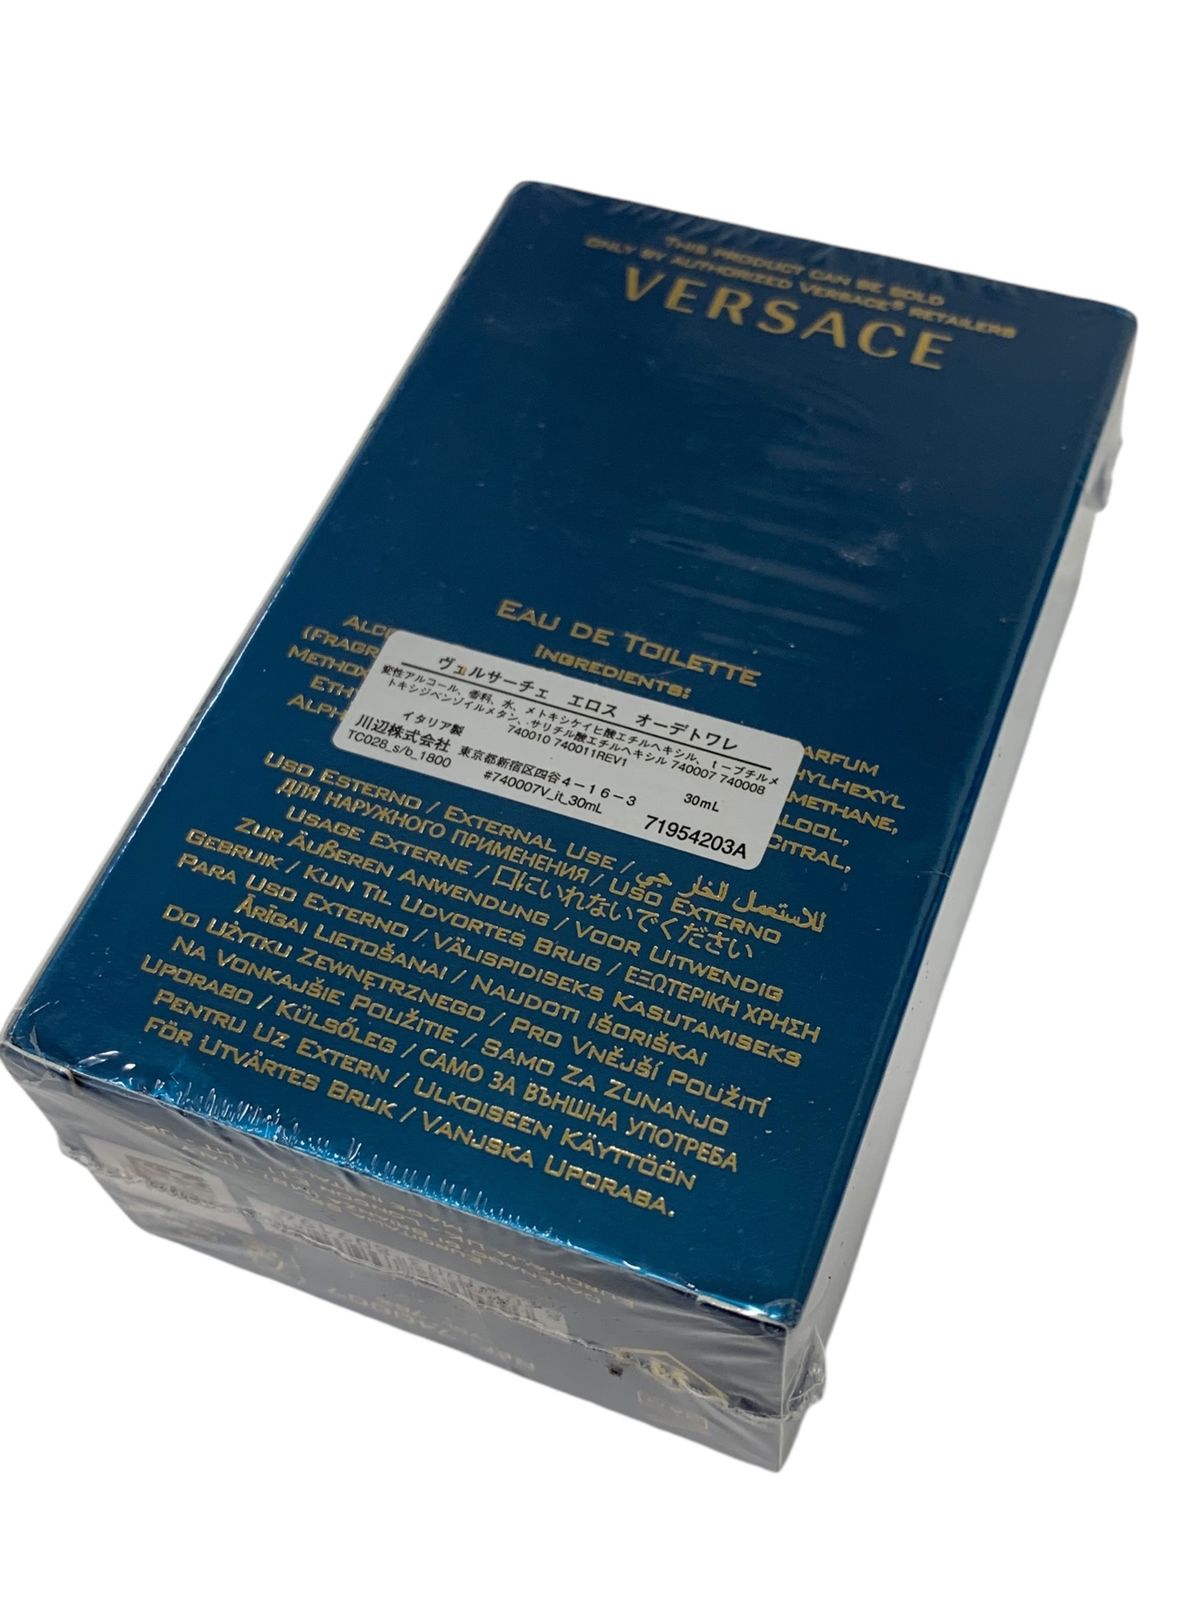 THIS PRODUCT CAN BE SOLD
ONLY BY AUTHORIZED VERSACE® RETAILERS
VERSACE
EAU DE TOILETTE
INGREDIENTS:
ヴェルサーチェ エロス オーデトワレ
変性アルコール、香料、水、メトキシケイヒ酸エチルヘキシル、t－ブチルメ
トキシジベンゾイルメタン、サリチル酸エチルヘキシル 740007 740008
740010 740011REV1
イタリア製 30mL
川辺株式会社 東京都新宿区四谷4－16－3
TC028_s/b_1800 #740007V_it_30mL 71954203A
USO ESTERNO / EXTERNAL USE / للاستعمال الخارجي
ДЛЯ НАРУЖНОГО ПРИМЕНЕНИЯ / USO EXTERNO
USAGE EXTERNE / 口にいれないでください
ZUR ÄUßEREN ANWENDUNG / VOOR UITWENDIG
GEBRUIK / KUN TIL UDVORTES BRUG / ΕΞΩΤΕΡΙΚΗ ΧΡΗΣΗ
PARA USO EXTERNO / VÄLISPIDISEKS KASUTAMISEKS
ĀRĪGAI LIETOŠANAI / NAUDOTI IŠORIŠKAI
DO UŻYTKU ZEWNĘTRZNEGO / PRO VNĚJŠÍ POUŽITÍ
NA VONKAJŠIE POUŽITIE / SAMO ZA ZUNANJO
UPORABO / KÜLSŐLEG / САМО ЗА ВЪНШНА УПОТРЕБА
PENTRU UZ EXTERN / ULKOISEEN KÄYTTÖÖN
FÖR UTVÄRTES BRUK / VANJSKA UPORABA.